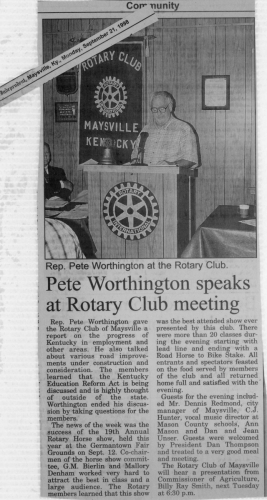 Community
Independent, Maysville, Ky., Monday, September 21, 1998
ROTARY CLUB
MAYSVILLE
KENTUCKY
ROTARY
INTERNATIONAL
Rep. Pete Worthington at the Rotary Club.
Pete Worthington speaks
at Rotary Club meeting
Rep. Pete Worthington gave
the Rotary Club of Maysville a
report on the progress of
Kentucky in employment and
other areas. He also talked
about various road improve-
ments under construction and
consideration. The members
learned that the Kentucky
Education Reform Art is being
discussed and is highly thought
of outside of the state.
Worthington ended his discus-
sion by taking questions for the
members.
The news of the week was the
success of the 19th Annual
Rotary Horse show, held this
year at the Germantown Fair
Grounds on Sept. 12. Co-chair-
men of the horse show commit-
tee, G.M. Bierlin and Mallory
Denham worked very hard to
attract the best in class and a
large audience. The Rotary
members learned that this show
was the best attended show ever
presented by this club. There
were more than 20 classes dur-
ing the evening starting with
lead line and ending with a
Road Horse to Bike Stake. All
entrants and spectators feasted
on the food served by members
of the club and all returned
home full and satisfied with the
evening.
Guests for the evening includ-
ed Mr. Dennis Redmond, city
manager of Maysville, C.J.
Hunter, vocal music director at
Mason County schools, Ann
Mason and Dan and Jean
Unser. Guests were welcomed
by President Dan Thompson
and treated to a very good meal
and meeting.
The Rotary Club of Maysville
will hear a presentation from
Commissioner of Agriculture,
Billy Ray Smith, next Tuesday
at 6:30 p.m.